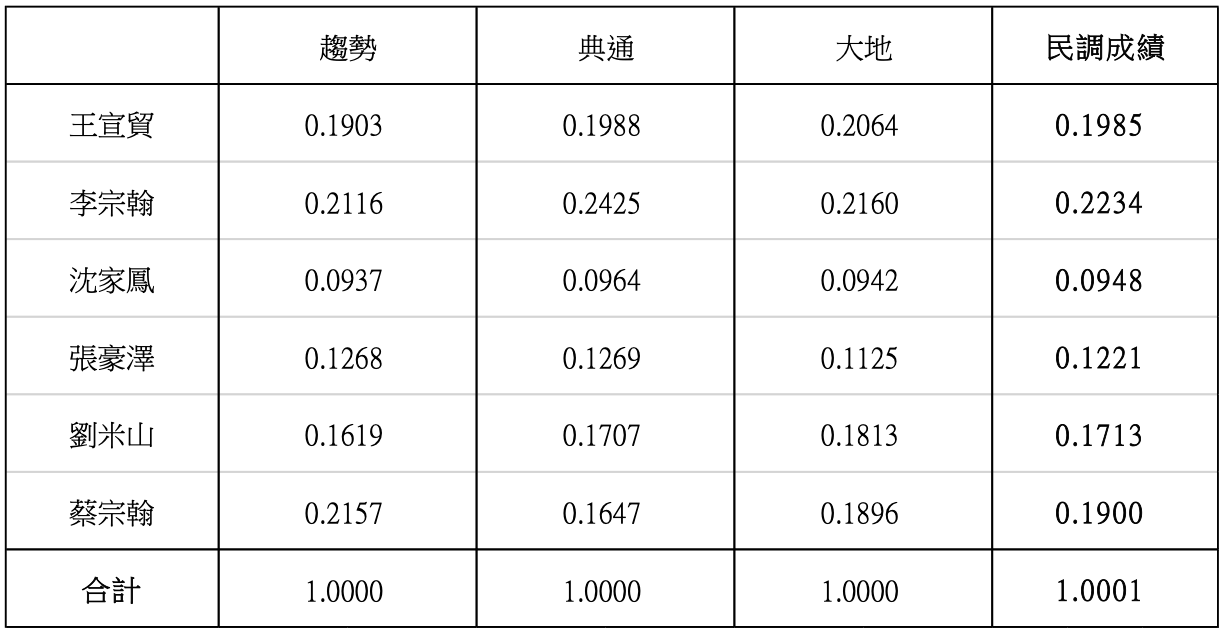 趨勢 典通 大地 民調成績
王宣貿 0.1903 0.1988 0.2064 0.1985
李宗翰 0.2116 0.2425 0.2160 0.2234
沈家鳳 0.0937 0.0964 0.0942 0.0948
張豪澤 0.1268 0.1269 0.1125 0.1221
劉米山 0.1619 0.1707 0.1813 0.1713
蔡宗翰 0.2157 0.1647 0.1896 0.1900
合計 1.0000 1.0000 1.0000 1.0001